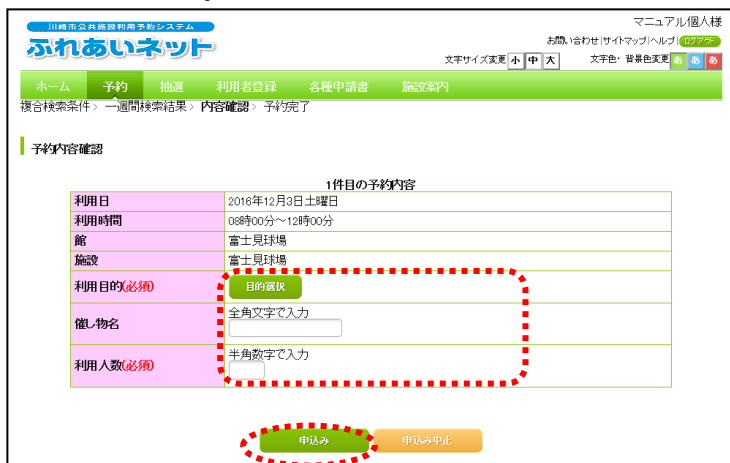 川崎市公共施設利用予約システム
ふれあいネット
マニュアル個人様
お問い合わせ|サイトマップ|ヘルプ|ログアウト
文字サイズ変更 小 中 大 文字色・背景色変更 あ あ あ
ホーム 予約 抽選 利用者登録 各種申請書 施設案内
複合検索条件> 一週間検索結果> 内容確認> 予約完了
予約内容確認
1件目の予約内容
利用日 2016年12月3日土曜日
利用時間 08時00分～12時00分
館 富士見球場
施設 富士見球場
利用目的(必須) 目的選択
催し物名 全角文字で入力
利用人数(必須) 半角数字で入力
申込み 申込み中止